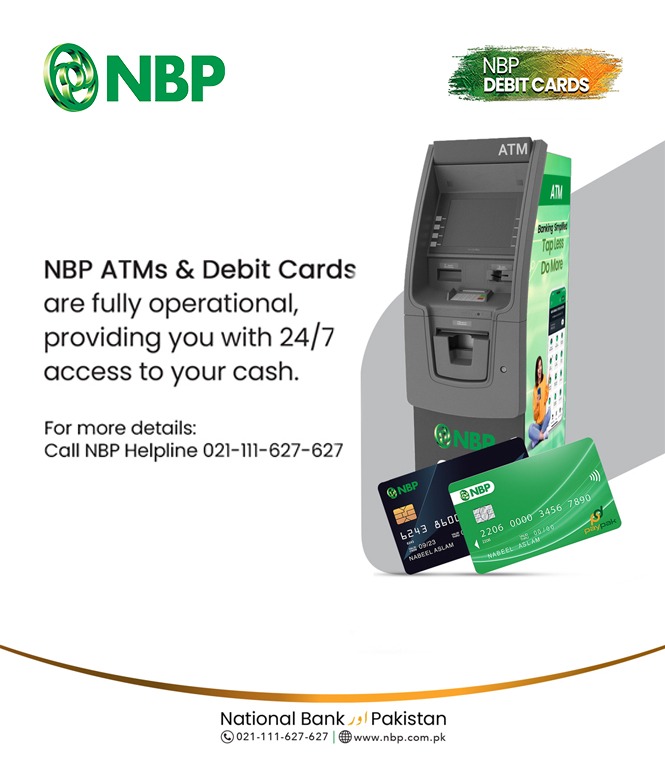 NBP
NBP
DEBIT CARDS
ATM
ATM
Banking Simplified
Tap Less
Do More
NBP ATMs & Debit Cards
are fully operational,
providing you with 24/7
access to your cash.
For more details:
Call NBP Helpline 021-111-627-627
NBP
NBP
6243 860
09/23
NABEEL ASLAM
NBP
2206 0000 3456 7890
NABEEL ASLAM
paypak
National Bank اور Pakistan
021-111-627-627 | www.nbp.com.pk